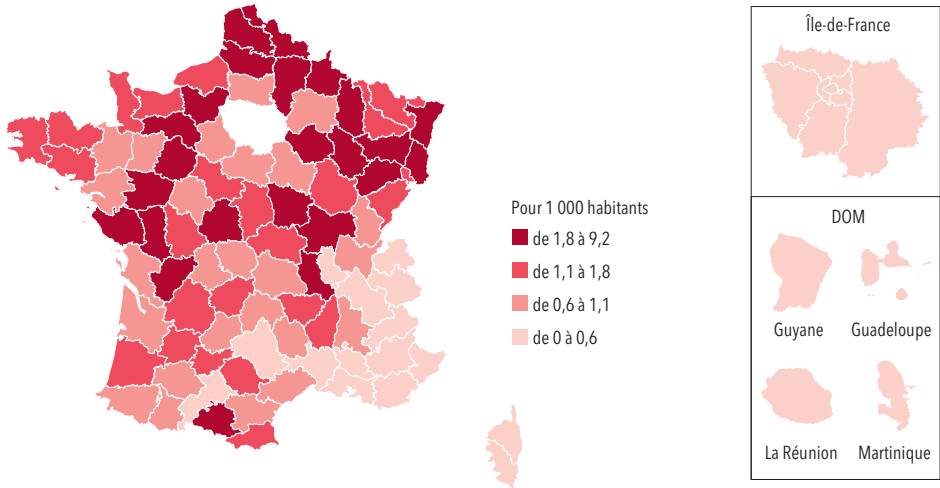 Île-de-France
Pour 1 000 habitants
de 1,8 à 9,2
de 1,1 à 1,8
de 0,6 à 1,1
de 0 à 0,6
DOM
Guyane
Guadeloupe
La Réunion
Martinique